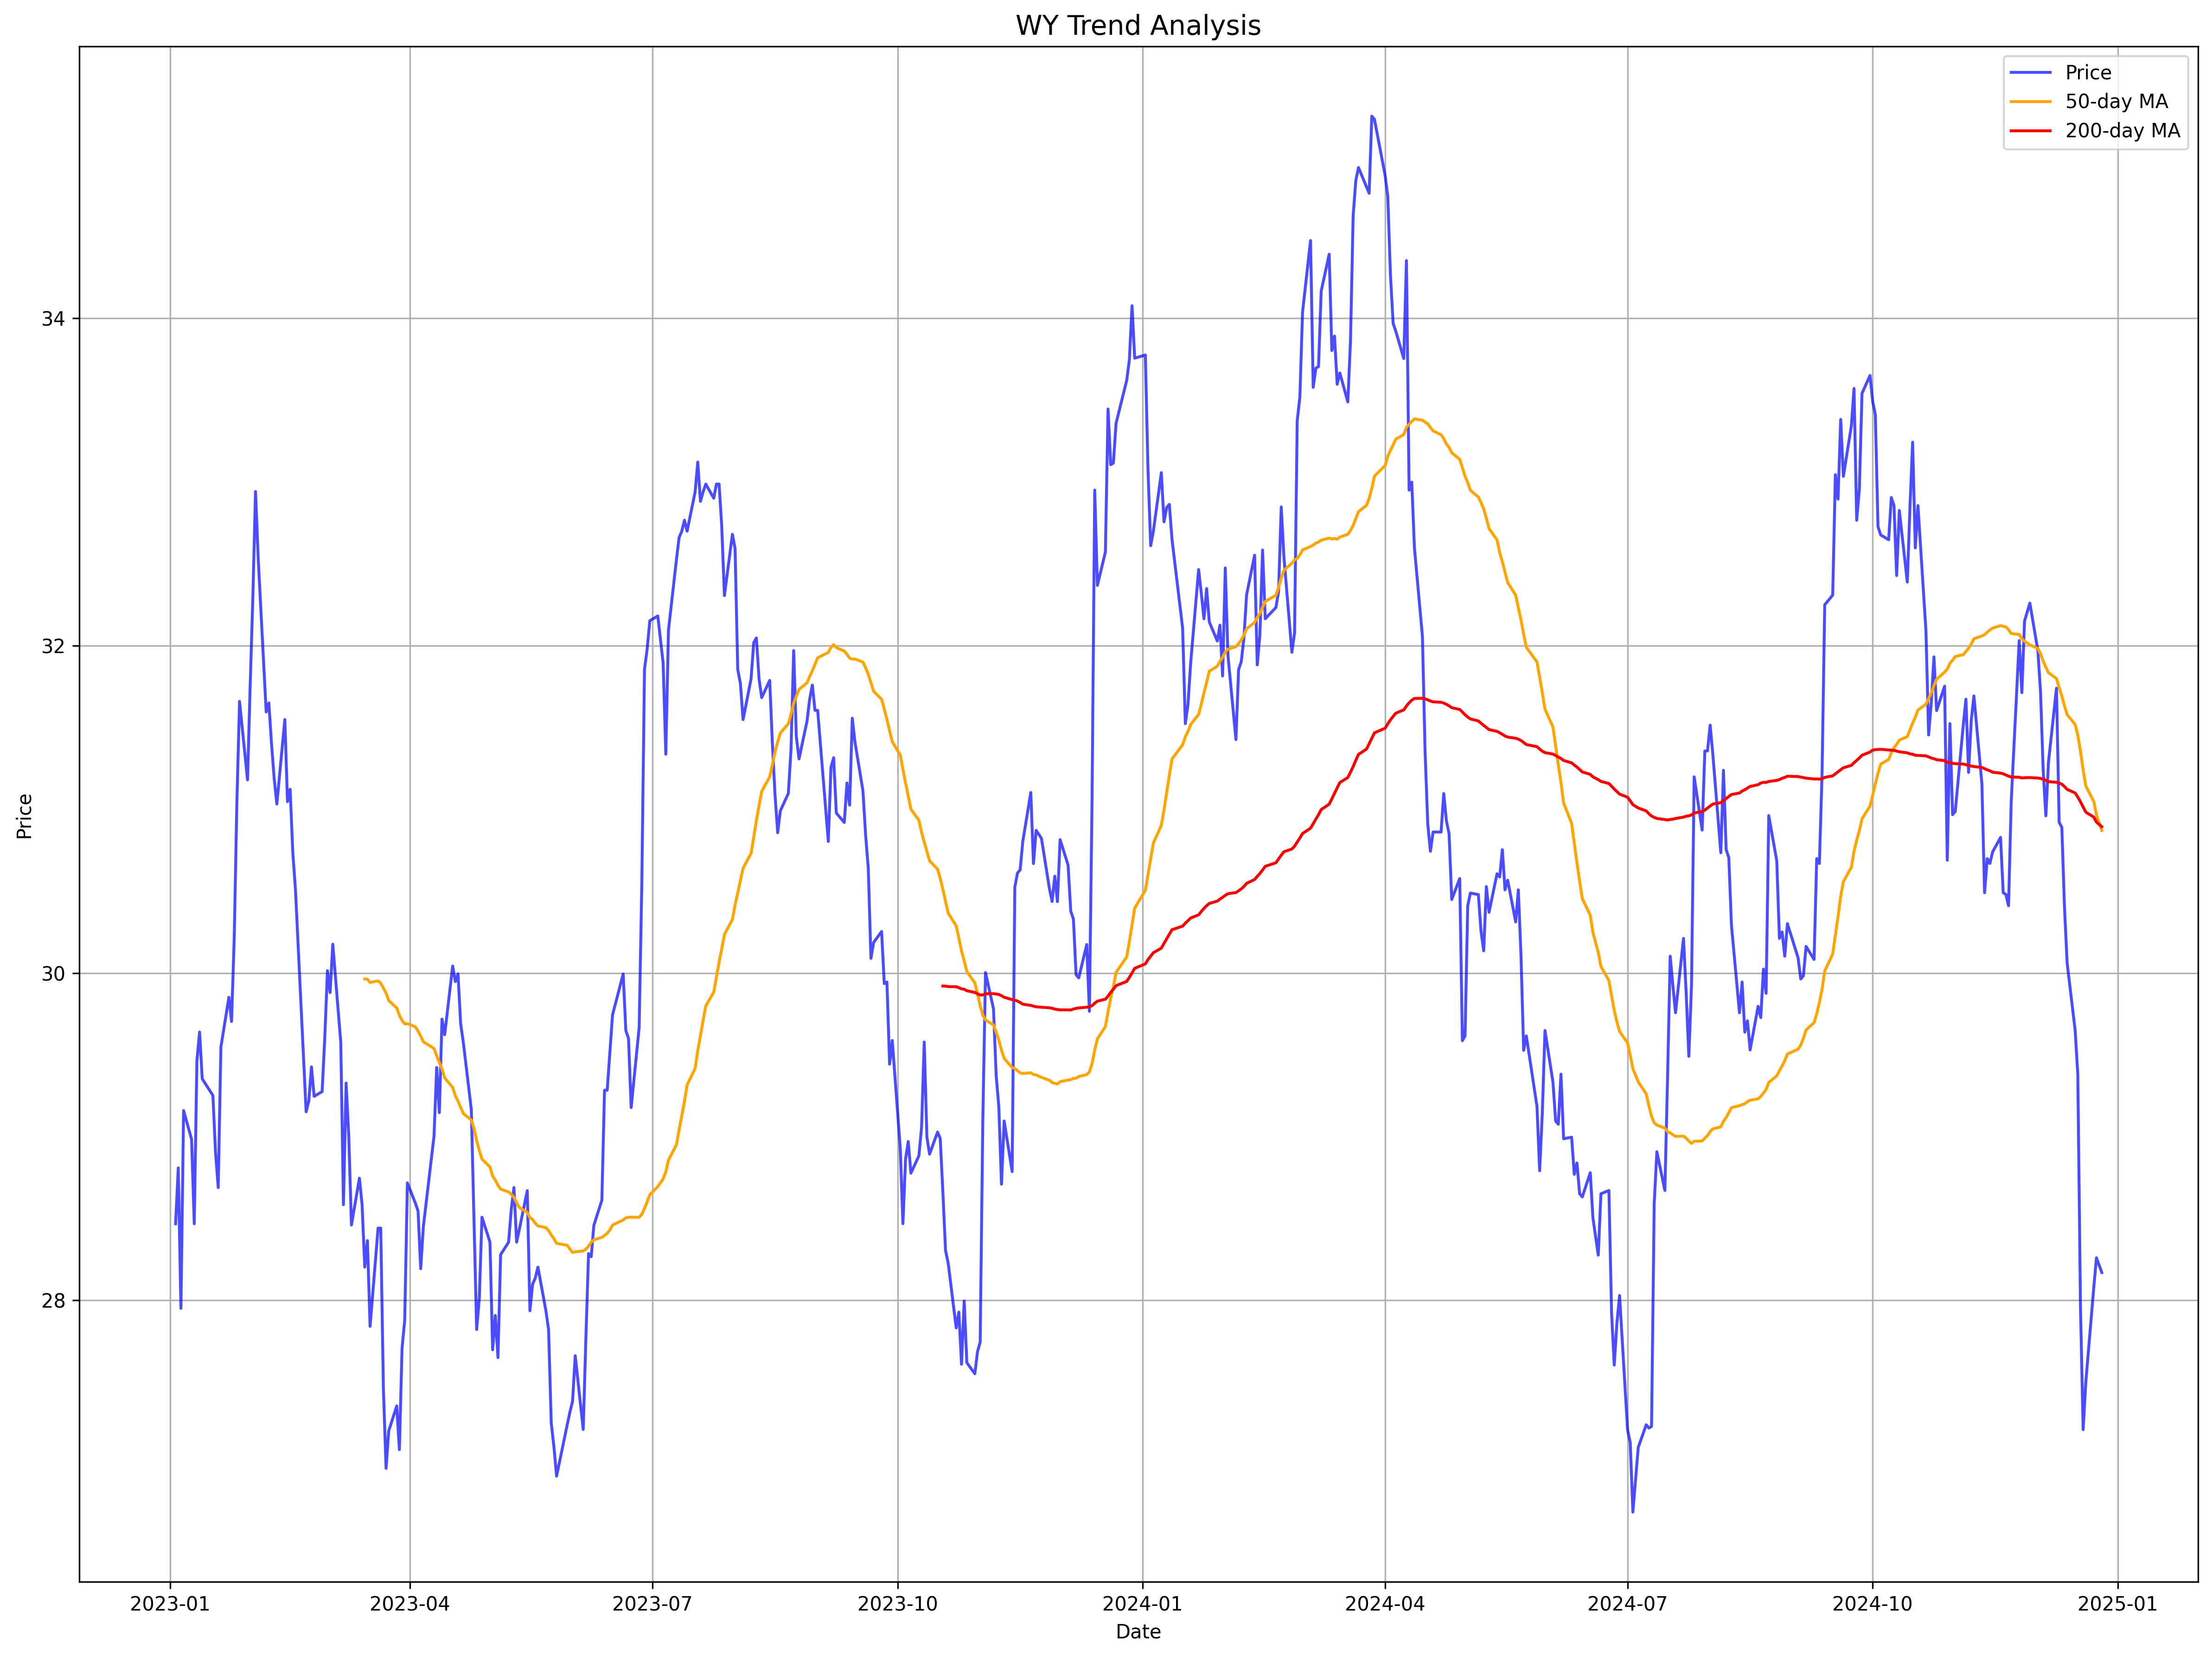 WY Trend Analysis
Price
50-day MA
200-day MA
Price
34
32
30
28
2023-01
2023-04
2023-07
2023-10
2024-01
2024-04
2024-07
2024-10
2025-01
Date